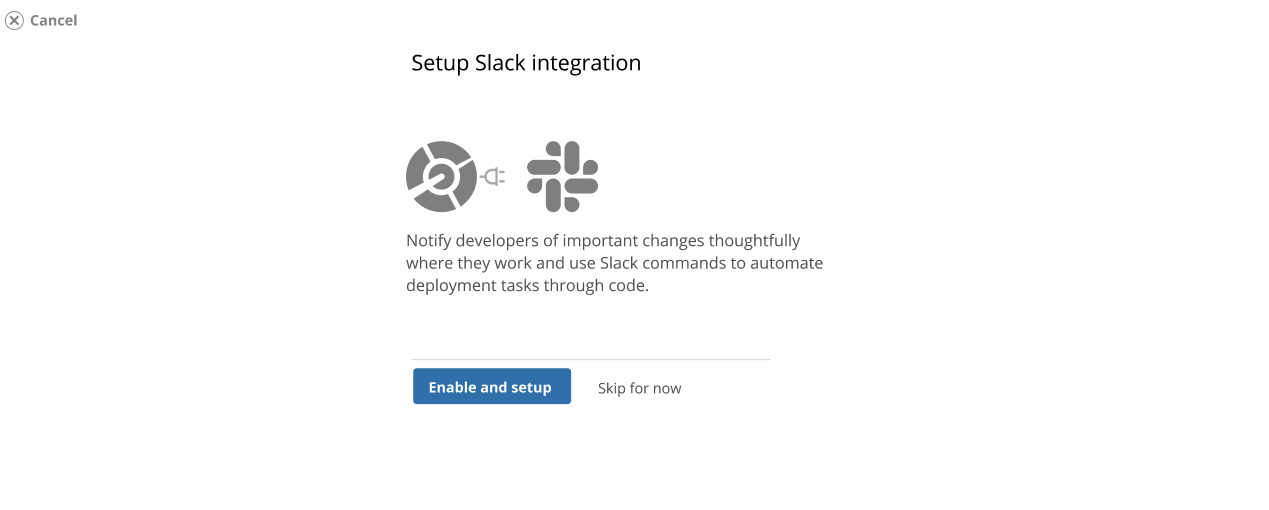 Cancel
Setup Slack integration
Notify developers of important changes thoughtfully
where they work and use Slack commands to automate
deployment tasks through code.
Enable and setup
Skip for now